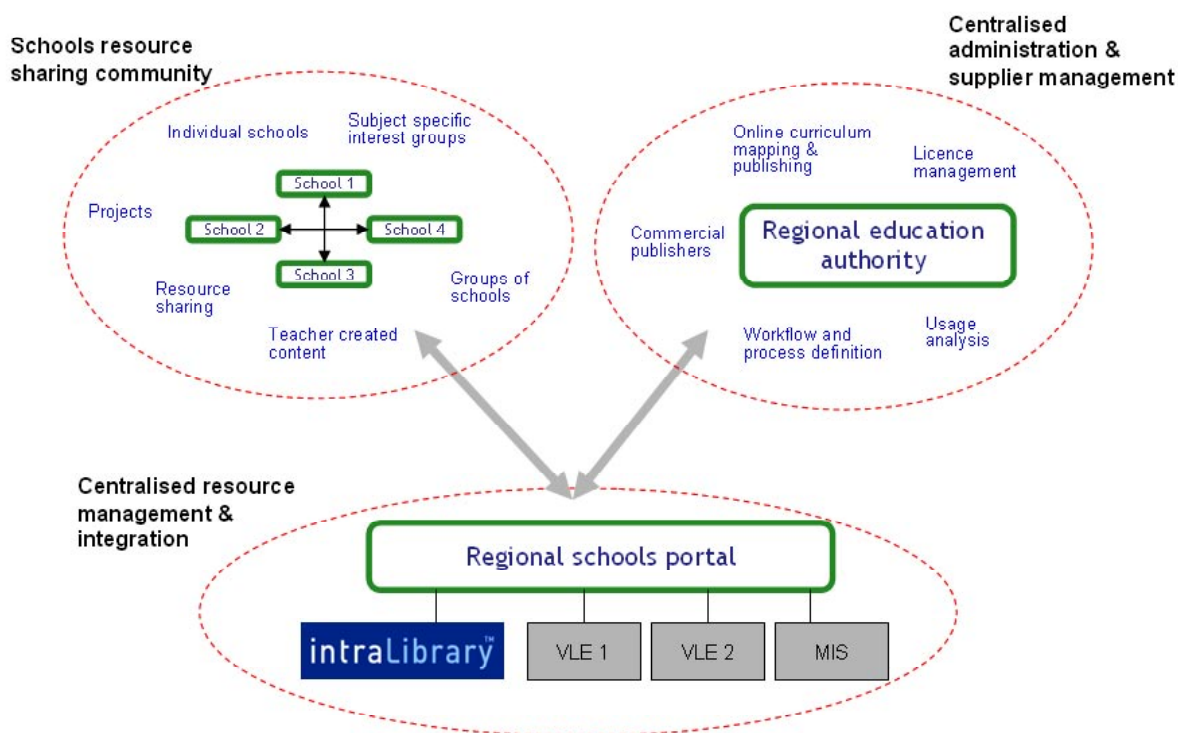 Schools resource
sharing community
Individual schools
Subject specific
interest groups
School 1
Projects
School 2
School 4
School 3
Resource
sharing
Groups of
schools
Teacher created
content
Centralised
administration &
supplier management
Online curriculum
mapping &
publishing
Licence
management
Commercial
publishers
Regional education
authority
Workflow and
process definition
Usage
analysis
Centralised resource
management &
integration
Regional schools portal
intraLibrary™
VLE 1
VLE 2
MIS